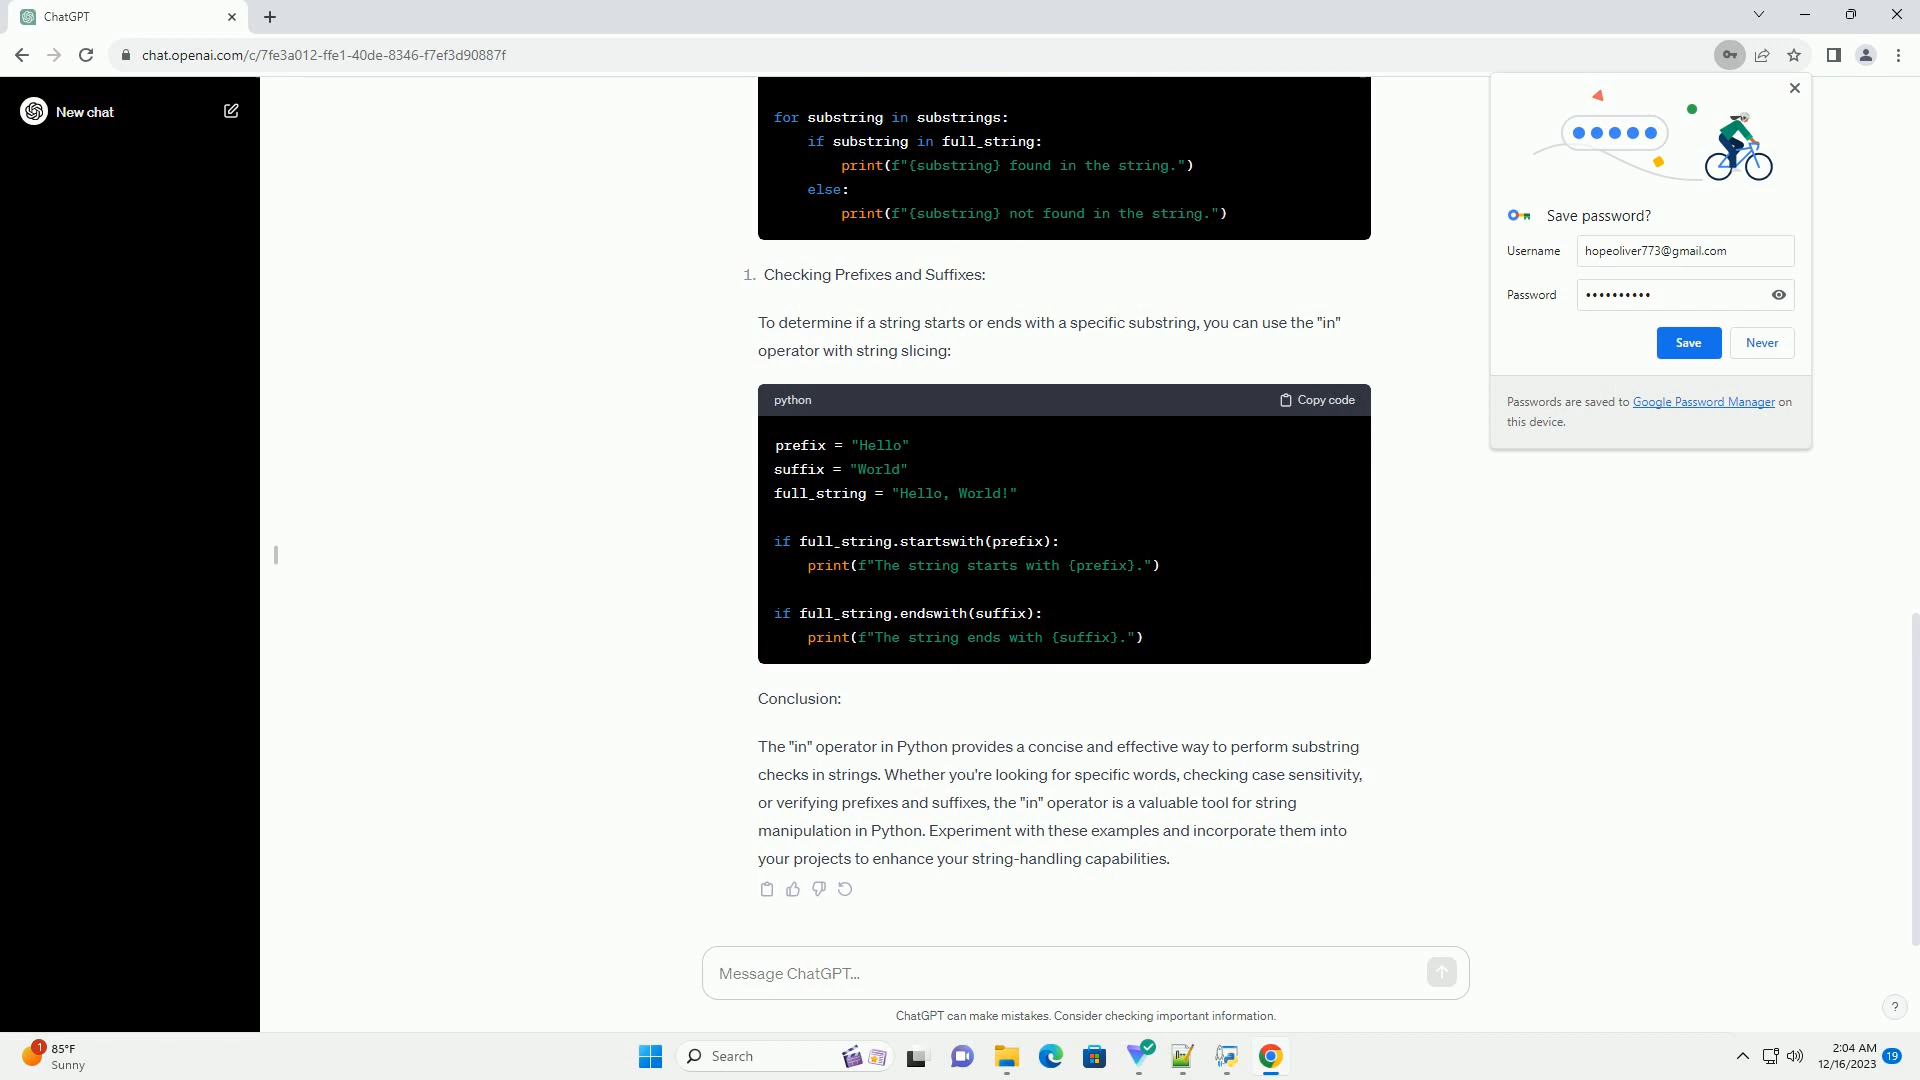 ChatGPT
chat.openai.com/c/7fe3a012-ffe1-40de-8346-f7ef3d90887f
New chat
for substring in substrings:
if substring in full_string:
print(f"{substring} found in the string.")
else:
print(f"{substring} not found in the string.")
1. Checking Prefixes and Suffixes:
To determine if a string starts or ends with a specific substring, you can use the "in"
operator with string slicing:
python
Copy code
prefix = "Hello"
suffix = "World"
full_string = "Hello, World!"
if full_string.startswith(prefix):
print(f"The string starts with {prefix}.")
if full_string.endswith(suffix):
print(f"The string ends with {suffix}.")
Conclusion:
The "in" operator in Python provides a concise and effective way to perform substring
checks in strings. Whether you're looking for specific words, checking case sensitivity,
or verifying prefixes and suffixes, the "in" operator is a valuable tool for string
manipulation in Python. Experiment with these examples and incorporate them into
your projects to enhance your string-handling capabilities.
Message ChatGPT...
ChatGPT can make mistakes. Consider checking important information.
?
Save password?
Username hopeoliver773@gmail.com
Password ••••••••••
Save Never
Passwords are saved to Google Password Manager on
this device.
1
85°F
Sunny
Search
2:04 AM
12/16/2023
19